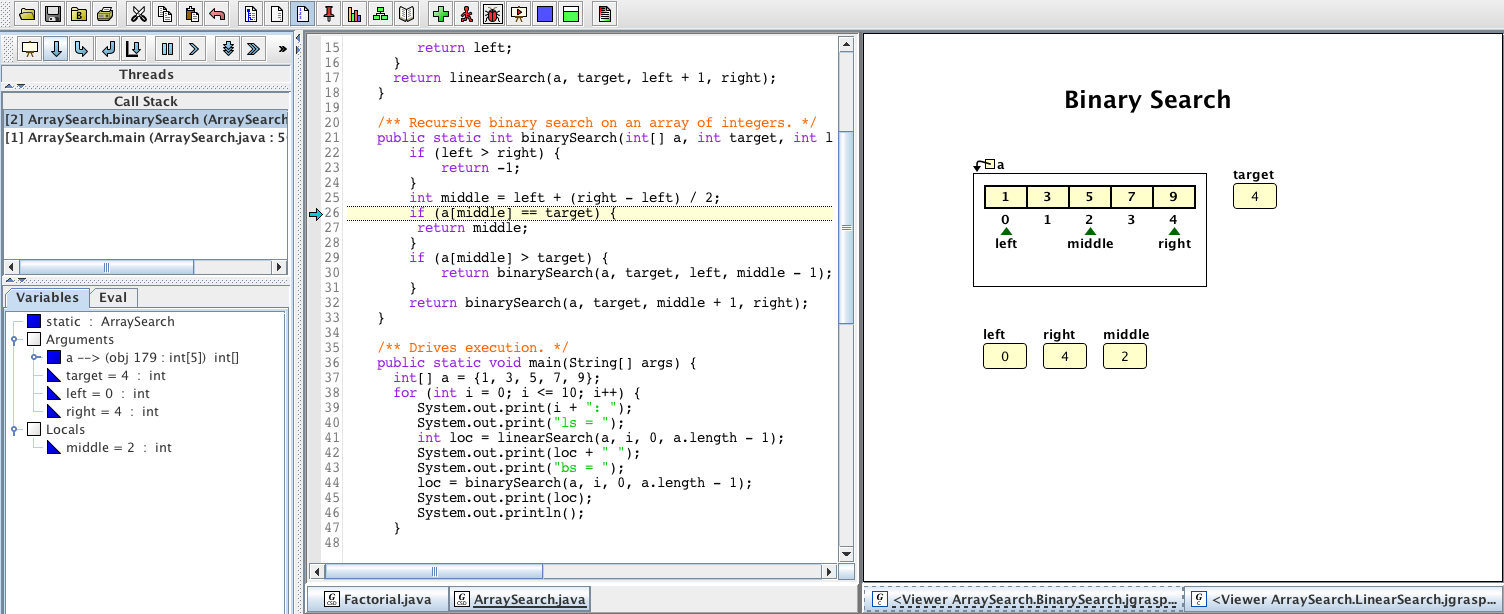 Threads
Call Stack
[2] ArraySearch.binarySearch (ArraySearch
[1] ArraySearch.main (ArraySearch.java : 5
Variables
Eval
static : ArraySearch
Arguments
a --> (obj 179 : int[5]) int[]
target = 4 : int
left = 0 : int
right = 4 : int
Locals
middle = 2 : int
15 return left;
16 }
17 return linearSearch(a, target, left + 1, right);
18 }
19
20 /** Recursive binary search on an array of integers. */
21 public static int binarySearch(int[] a, int target, int l
22 if (left > right) {
23 return -1;
24 }
25 int middle = left + (right - left) / 2;
26 if (a[middle] == target) {
27 return middle;
28 }
29 if (a[middle] > target) {
30 return binarySearch(a, target, left, middle - 1);
31 }
32 return binarySearch(a, target, middle + 1, right);
33 }
34
35 /** Drives execution. */
36 public static void main(String[] args) {
37 int[] a = {1, 3, 5, 7, 9};
38 for (int i = 0; i <= 10; i++) {
39 System.out.print(i + ": ");
40 System.out.print("ls = ");
41 int loc = linearSearch(a, i, 0, a.length - 1);
42 System.out.print(loc + " ");
43 System.out.print("bs = ");
44 loc = binarySearch(a, i, 0, a.length - 1);
45 System.out.print(loc);
46 System.out.println();
47 }
48
Factorial.java
ArraySearch.java
Binary Search
a
1 3 5 7 9
0 1 2 3 4
left middle right
target
4
left right middle
0 4 2
<Viewer ArraySearch.BinarySearch.jgrasp...
<Viewer ArraySearch.LinearSearch.jgrasp...